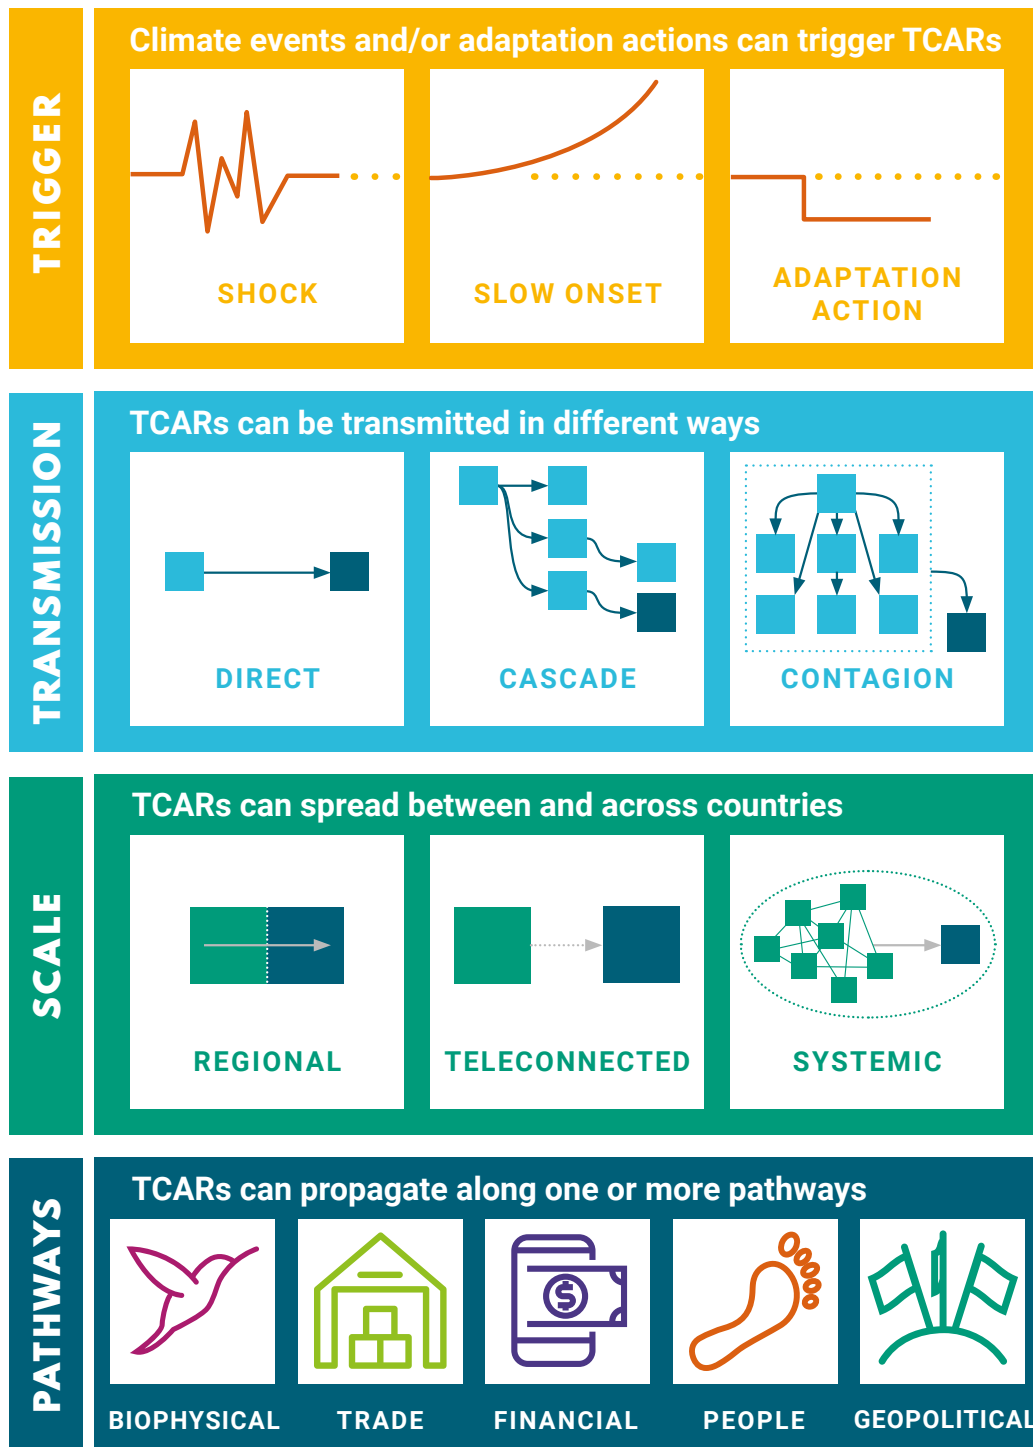 TRIGGER
Climate events and/or adaptation actions can trigger TCARs
SHOCK
SLOW ONSET
ADAPTATION
ACTION
TRANSMISSION
TCARs can be transmitted in different ways
DIRECT
CASCADE
CONTAGION
SCALE
TCARs can spread between and across countries
REGIONAL
TELECONNECTED
SYSTEMIC
PATHWAYS
TCARs can propagate along one or more pathways
$
BIOPHYSICAL
TRADE
FINANCIAL
PEOPLE
GEOPOLITICAL